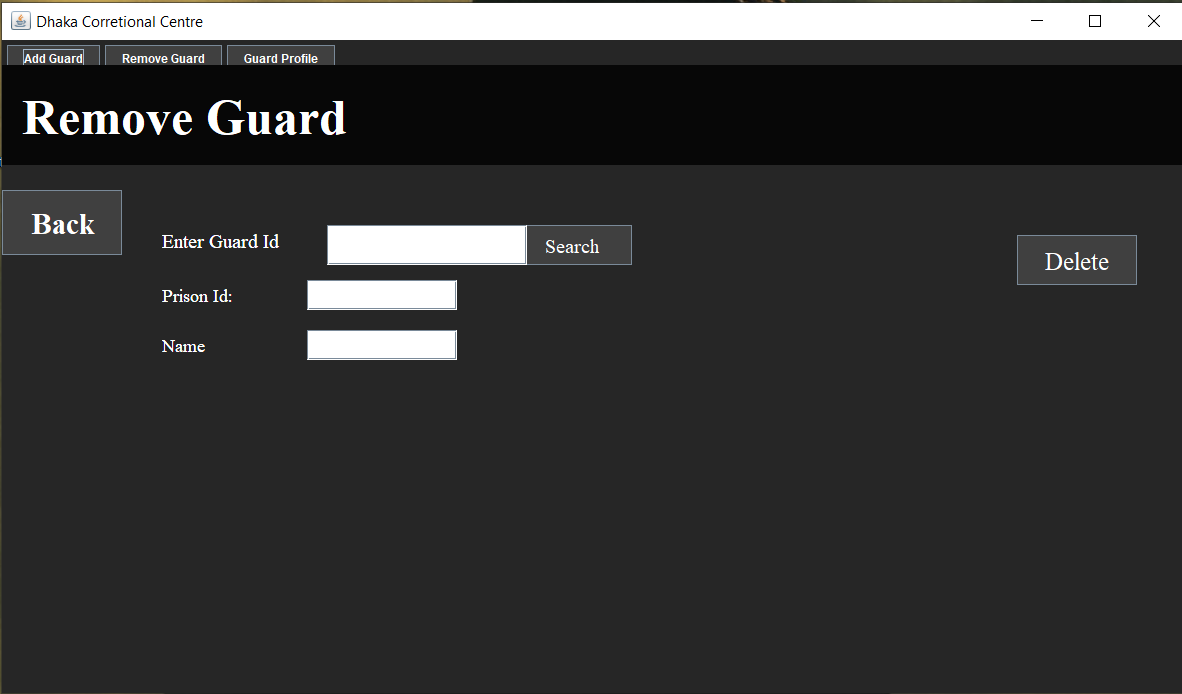 Dhaka Corretional Centre
Add Guard Remove Guard Guard Profile
Remove Guard
Back
Enter Guard Id Search
Delete
Prison Id:
Name